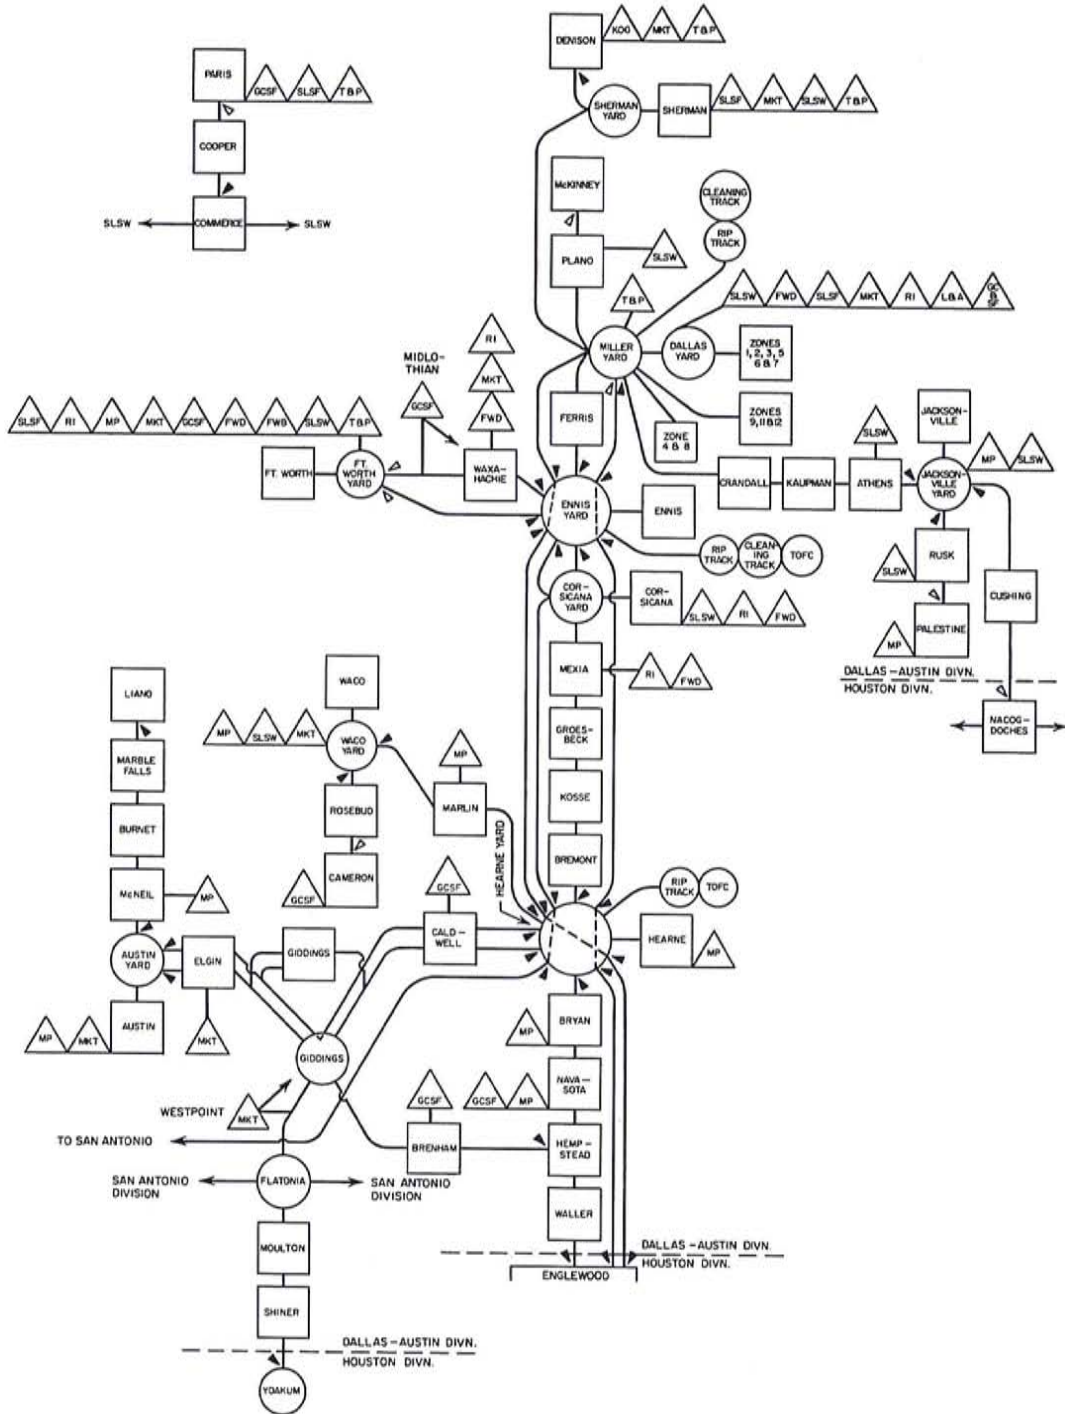 DENISON
KOG
MKT
T&P
PARIS
GCSF
SLSF
T&P
SHERMAN
YARD
SHERMAN
SLSF
MKT
SLSW
T&P
COOPER
McKINNEY
CLEANING
TRACK
RIP
TRACK
SLSW
COMMERCE
SLSW
PLANO
SLSW
T&P
SLSW
FWD
SLSF
MKT
RI
L&A
GC
&
SF
MILLER
YARD
DALLAS
YARD
ZONES
1, 2, 3, 5
6 & 7
RI
MKT
FWD
MIDLO-
THIAN
GCSF
FERRIS
ZONE
4 & 8
ZONES
9, 11 & 12
SLSF
RI
MP
MKT
GCSF
FWD
FWB
SLSW
T&P
FT. WORTH
FT.
WORTH
YARD
WAXA-
HACHIE
CRANDALL
KAUPMAN
ATHENS
SLSW
JACKSON-
VILLE
JACKSON-
VILLE
YARD
MP
SLSW
ENNIS
YARD
ENNIS
RIP
TRACK
CLEAN-
ING
TRACK
TOFC
RUSK
SLSW
CUSHING
PALESTINE
MP
COR-
SICANA
YARD
COR-
SICANA
SLSW
RI
FWD
MEXIA
RI
FWD
DALLAS-AUSTIN DIVN.
HOUSTON DIVN.
NACOG-
DOCHES
LIANO
WACO
MP
SLSW
MKT
WACO
YARD
GROES-
BECK
MARBLE
FALLS
MP
MARLIN
KOSSE
ROSEBUD
BURNET
HEARNE YARD
BREMONT
CAMERON
GCSF
McNEIL
MP
GCSF
RIP
TRACK
TOFC
CALD-
WELL
HEARNE
MP
AUSTIN
YARD
ELGIN
GIDDINGS
AUSTIN
MP
MKT
MKT
BRYAN
MP
GIDDINGS
NAVA-
SOTA
GCSF
MP
GCSF
WESTPOINT
MKT
TO SAN ANTONIO
BRENHAM
HEMP-
STEAD
SAN ANTONIO
DIVISION
FLATONIA
SAN ANTONIO
DIVISION
WALLER
MOULTON
DALLAS-AUSTIN DIVN.
HOUSTON DIVN.
ENGLEWOOD
SHINER
DALLAS-AUSTIN DIVN.
HOUSTON DIVN.
YOAKUM